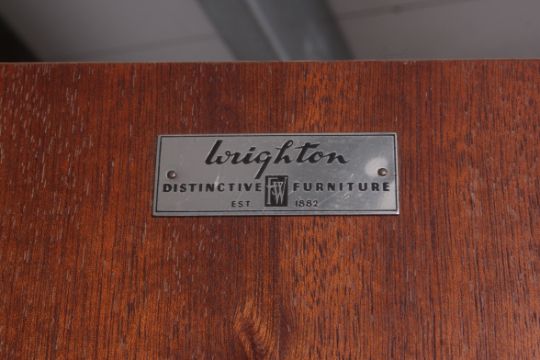 Wrighton
DISTINCTIVE FW FURNITURE
EST 1882